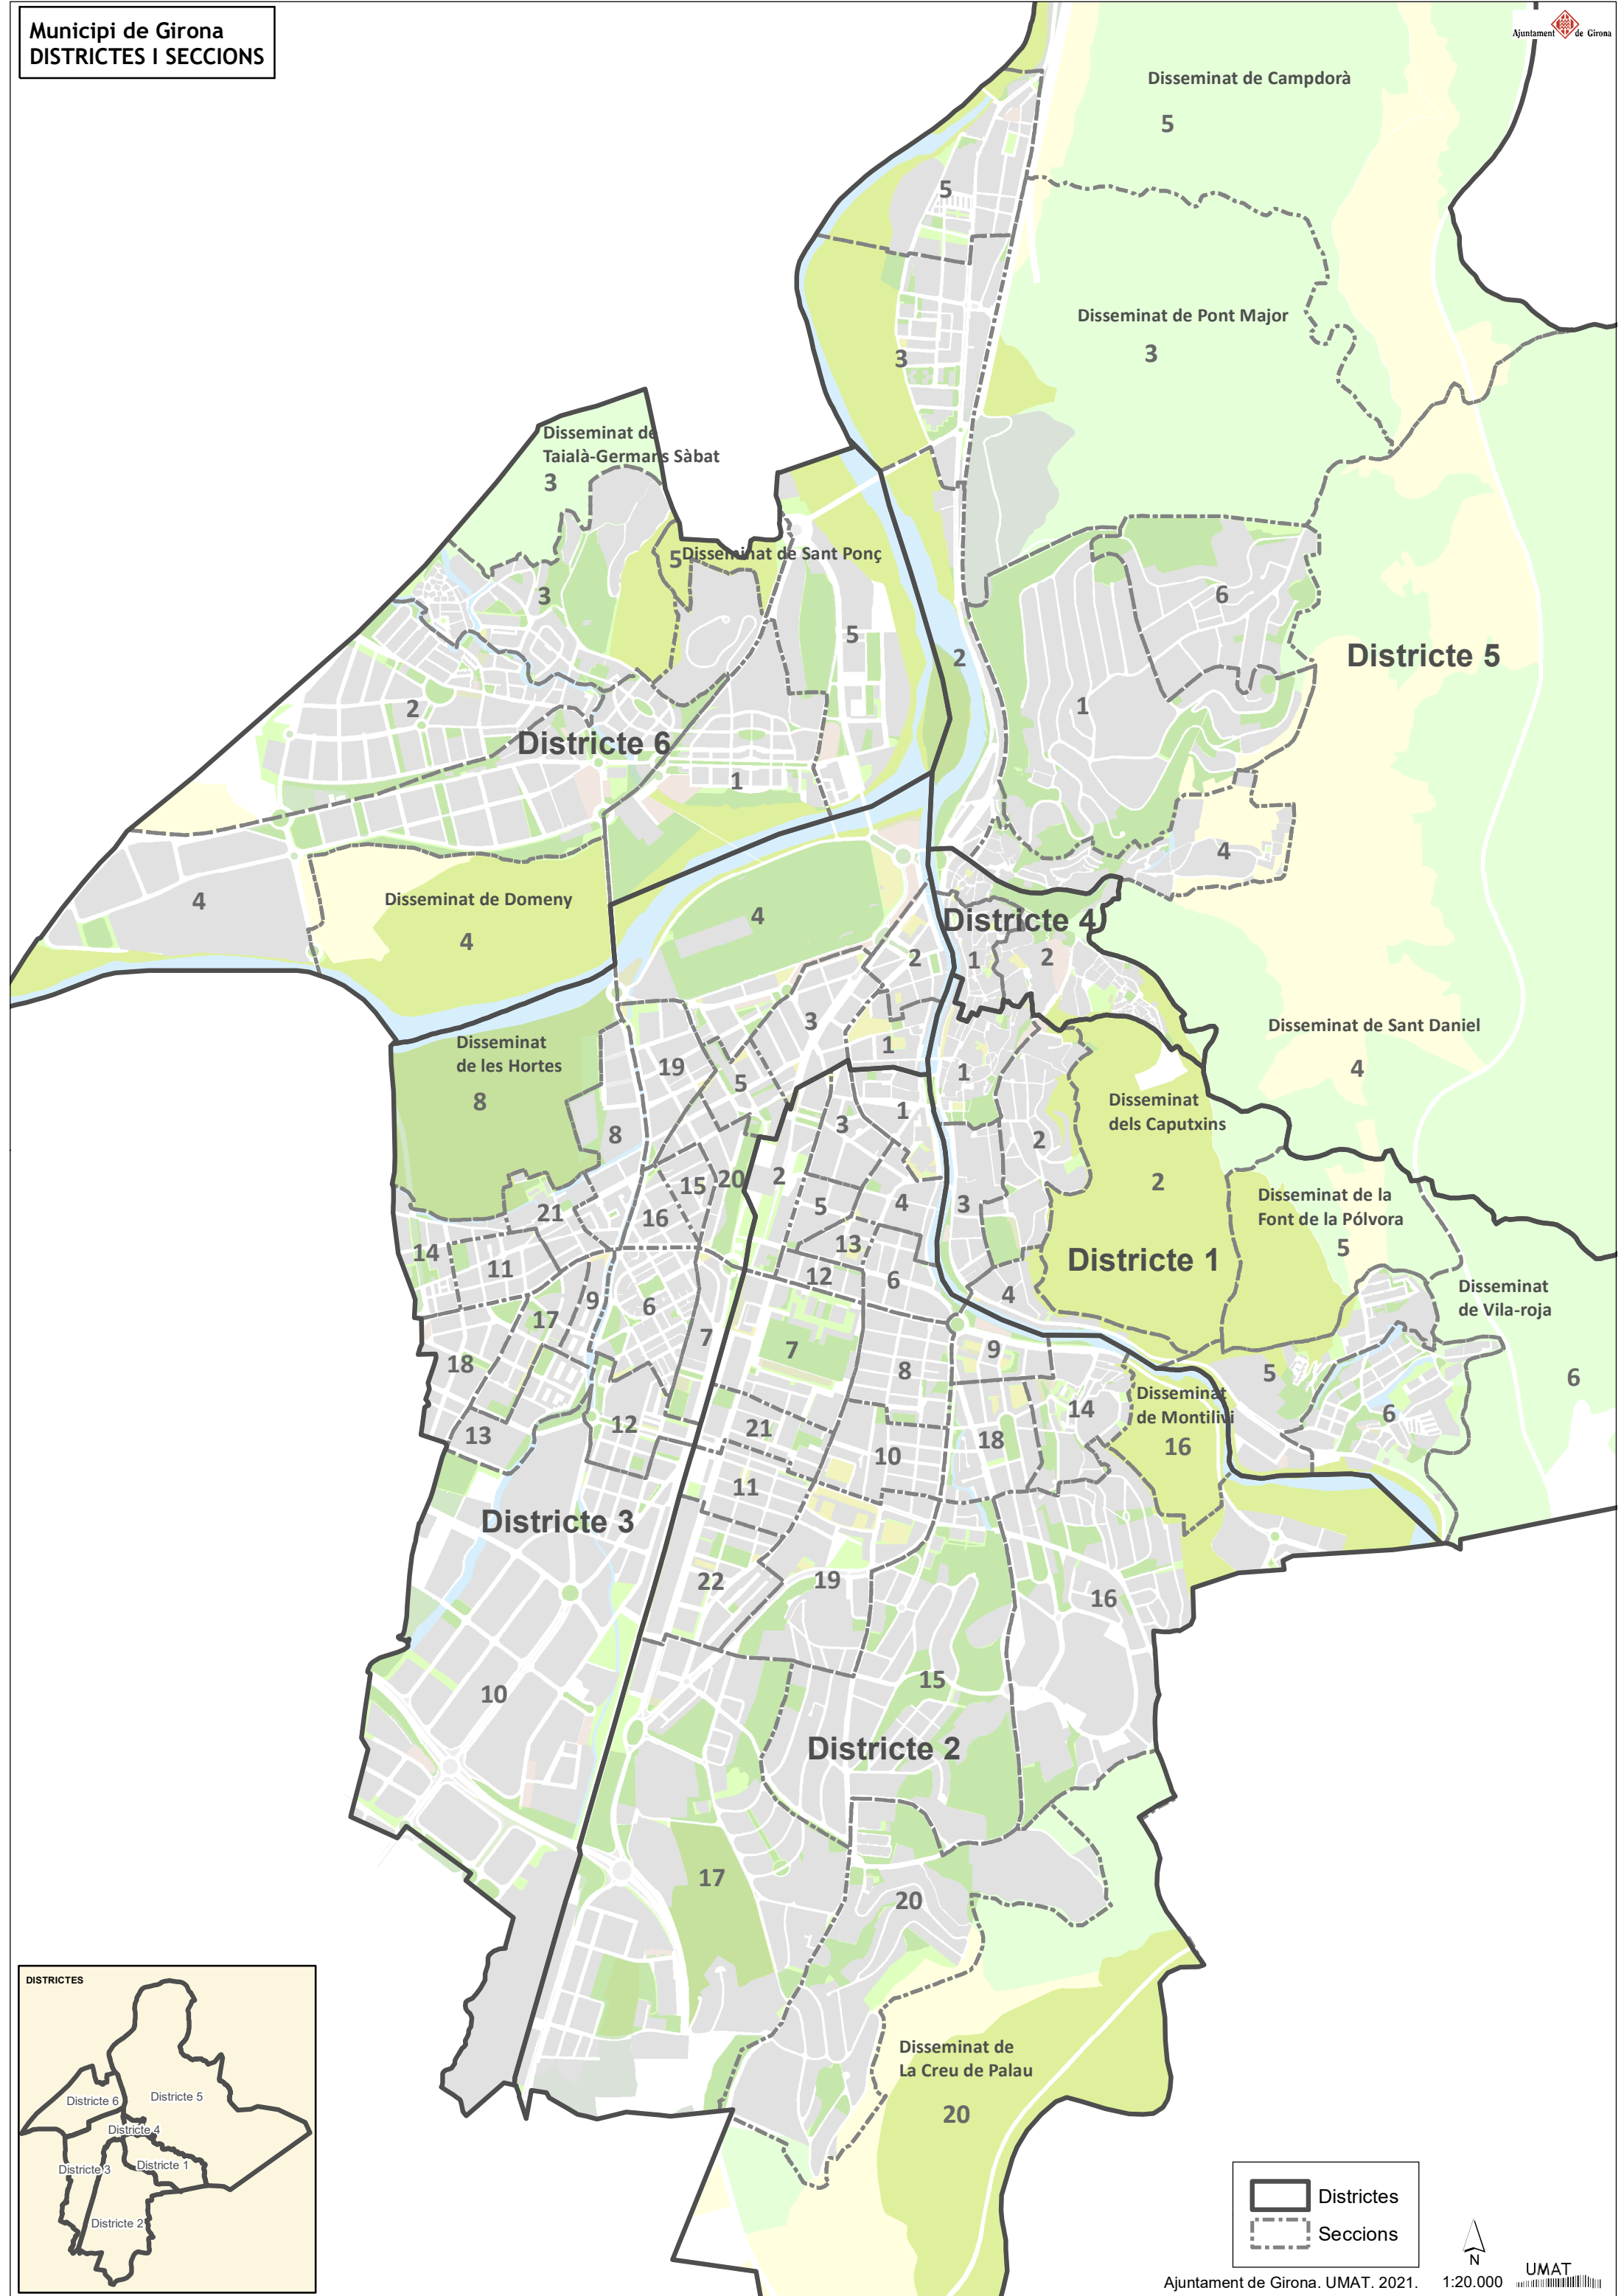 Municipi de Girona
DISTRICTES I SECCIONS
Ajuntament de Girona
Disseminat de Campdorà
5
5
Disseminat de Pont Major
3
3
Disseminat de
Taialà-Germans Sàbat
3
5
Disseminat de Sant Ponç
3
6
5
2
Districte 5
2
1
Districte 6
1
4
4
Disseminat de Domeny
4
4
Districte 4
2
1
2
3
Disseminat de Sant Daniel
4
Disseminat
de les Hortes
8
19
5
1
1
1
3
Disseminat
dels Caputxins
2
8
2
2
20
15
16
21
5
4
3
Disseminat de la
Font de la Pólvora
5
14
11
13
12
6
Districte 1
4
Disseminat
de Vila-roja
6
17
9
6
7
7
8
9
18
5
14
Disseminat
de Montilivi
16
6
13
12
21
10
18
11
Districte 3
22
19
16
10
15
Districte 2
17
20
Disseminat de
La Creu de Palau
20
DISTRICTES
Districte 6
Districte 5
Districte 4
Districte 3
Districte 1
Districte 2
Districtes
Seccions
N
Ajuntament de Girona. UMAT. 2021.
1:20.000
UMAT